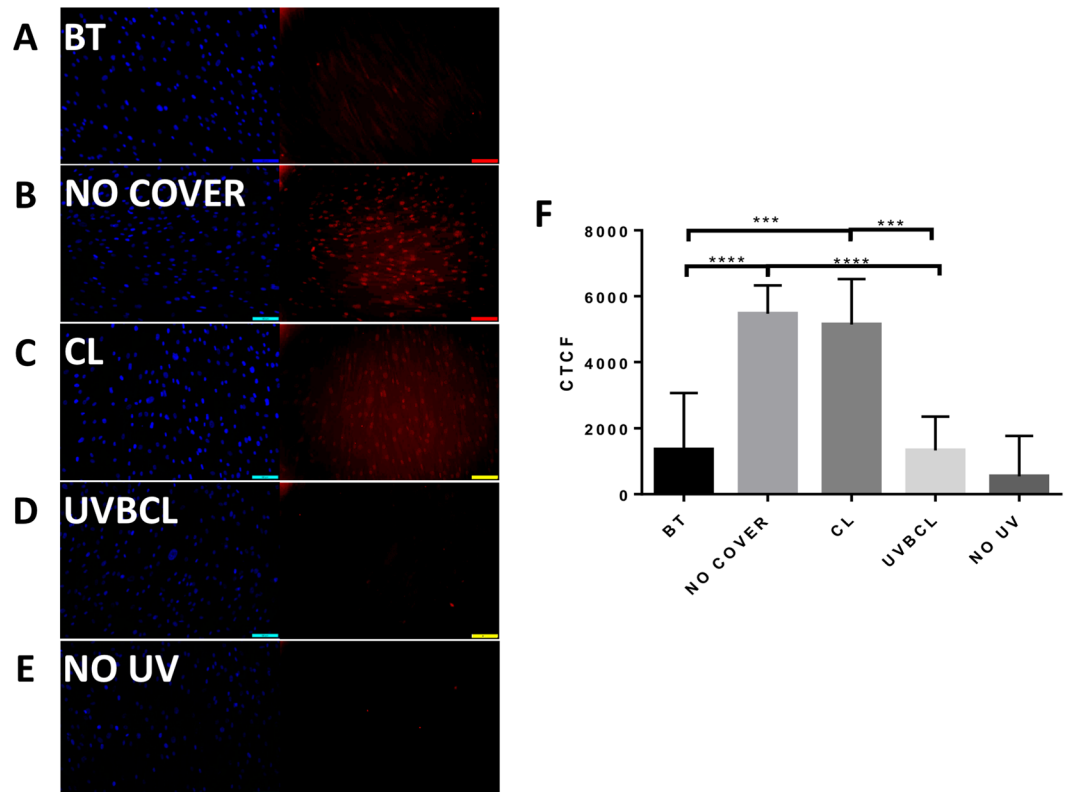 A BT
B NO COVER
C CL
D UVBCL
E NO UV
F
8000
6000
4000
2000
0
CTCF
*** ***
**** ****
BT
NO COVER
CL
UVBCL
NO UV